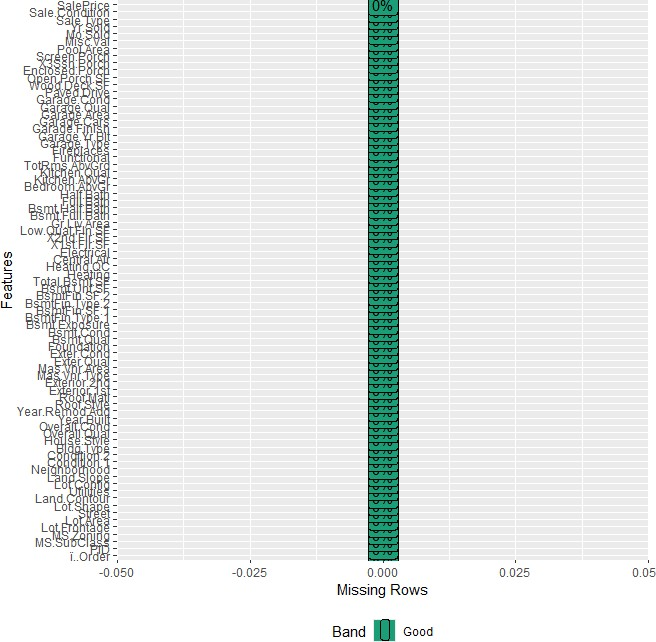 0%
SalePrice
Sale.Condition
Sale.Type
Yr.Sold
Mo.Sold
Misc.Val
Pool.Area
Screen.Porch
X3Ssn.Porch
Enclosed.Porch
Open.Porch.SF
Wood.Deck.SF
Paved.Drive
Garage.Cond
Garage.Qual
Garage.Area
Garage.Cars
Garage.Finish
Garage.Yr.Blt
Garage.Type
Fireplaces
Functional
TotRms.AbvGrd
Kitchen.Qual
Kitchen.AbvGr
Bedroom.AbvGr
Half.Bath
Full.Bath
Bsmt.Half.Bath
Bsmt.Full.Bath
Gr.Liv.Area
Low.Qual.Fin.SF
X2nd.Flr.SF
X1st.Flr.SF
Electrical
Central.Air
Heating.QC
Heating
Total.Bsmt.SF
Bsmt.Unf.SF
BsmtFin.SF.2
BsmtFin.Type.2
BsmtFin.SF.1
BsmtFin.Type.1
Bsmt.Exposure
Bsmt.Cond
Bsmt.Qual
Foundation
Exter.Cond
Exter.Qual
Mas.Vnr.Area
Mas.Vnr.Type
Exterior.2nd
Exterior.1st
Roof.Matl
Roof.Style
Year.Remod.Add
Year.Built
Overall.Cond
Overall.Qual
House.Style
Bldg.Type
Condition.2
Condition.1
Neighborhood
Land.Slope
Lot.Config
Utilities
Land.Contour
Lot.Shape
Street
Lot.Area
Lot.Frontage
MS.Zoning
MS.SubClass
PID
ï..Order
Features
-0.050 -0.025 0.000 0.025 0.05
Missing Rows
Band Good